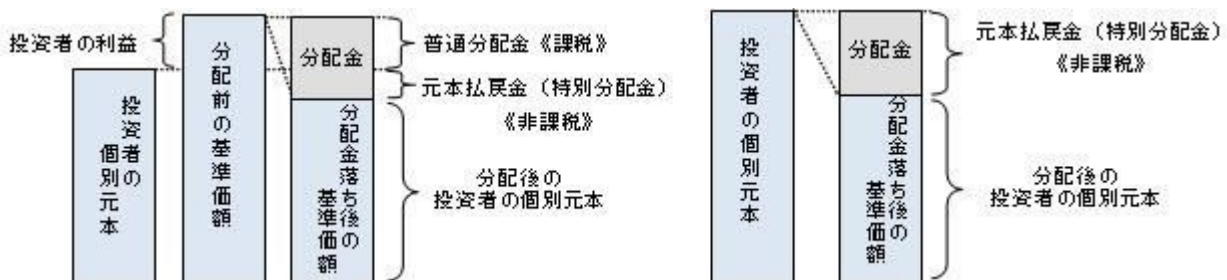 投資者の利益
投資者の
個別元本
分配前の基準価額
分配金
分配金落ち後の
基準価額
普通分配金《課税》
元本払戻金（特別分配金）
《非課税》
分配後の
投資者の個別元本
投資者の個別元本
分配金
分配金落ち後の
基準価額
元本払戻金（特別分配金）
《非課税》
分配後の
投資者の個別元本